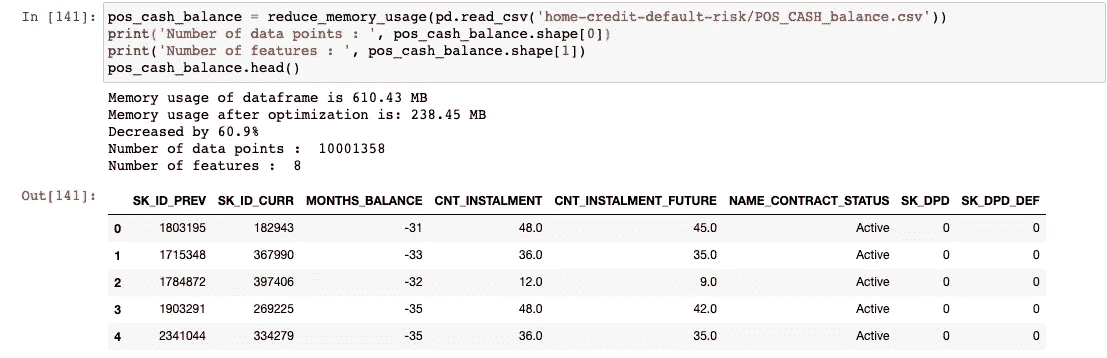 In [141]: pos_cash_balance = reduce_memory_usage(pd.read_csv('home-credit-default-risk/POS_CASH_balance.csv'))
print('Number of data points : ', pos_cash_balance.shape[0])
print('Number of features : ', pos_cash_balance.shape[1])
pos_cash_balance.head()
Memory usage of dataframe is 610.43 MB
Memory usage after optimization is: 238.45 MB
Decreased by 60.9%
Number of data points :  10001358
Number of features :  8
Out[141]: SK_ID_PREV SK_ID_CURR MONTHS_BALANCE CNT_INSTALMENT CNT_INSTALMENT_FUTURE NAME_CONTRACT_STATUS SK_DPD SK_DPD_DEF
0 1803195 182943 -31 48.0 45.0 Active 0 0
1 1715348 367990 -33 36.0 35.0 Active 0 0
2 1784872 397406 -32 12.0 9.0 Active 0 0
3 1903291 269225 -35 48.0 42.0 Active 0 0
4 2341044 334279 -35 36.0 35.0 Active 0 0